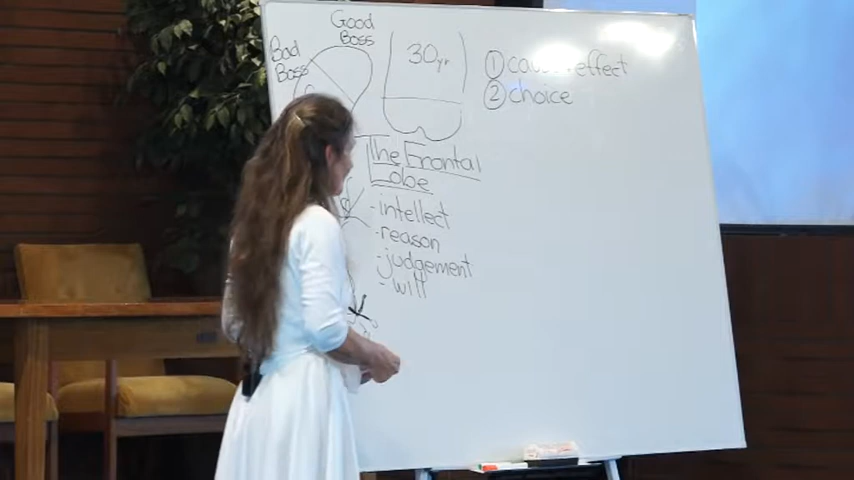 Good
Boss
Bad
Boss
30yr
① cause effect
② choice
The Frontal
Lobe
- intellect
- reason
- judgement
- will